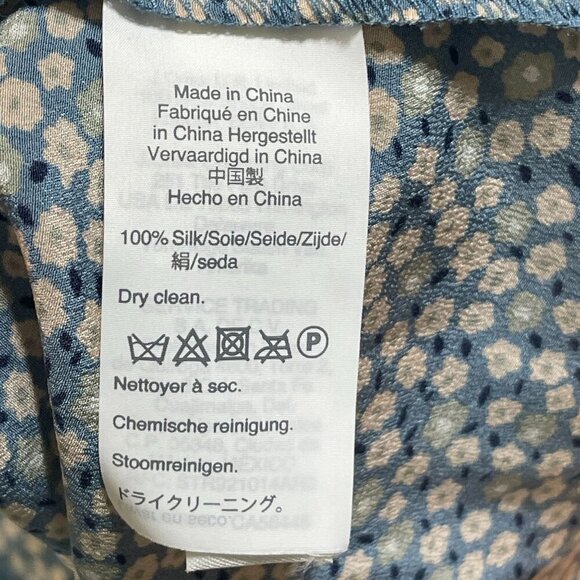 Made in China
Fabriqué en Chine
in China Hergestellt
Vervaardigd in China
中国製
Hecho en China
100% Silk/Soie/Seide/Zijde/
絹/seda
Dry clean.
P
Nettoyer à sec.
Chemische reinigung.
Stoomreinigen.
ドライクリーニング。